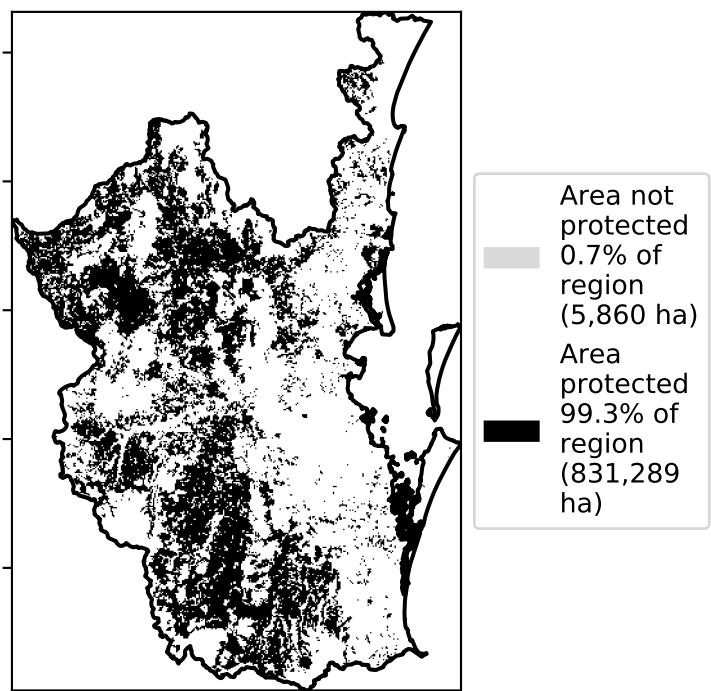 Area not
protected
0.7% of
region
(5,860 ha)
Area
protected
99.3% of
region
(831,289
ha)